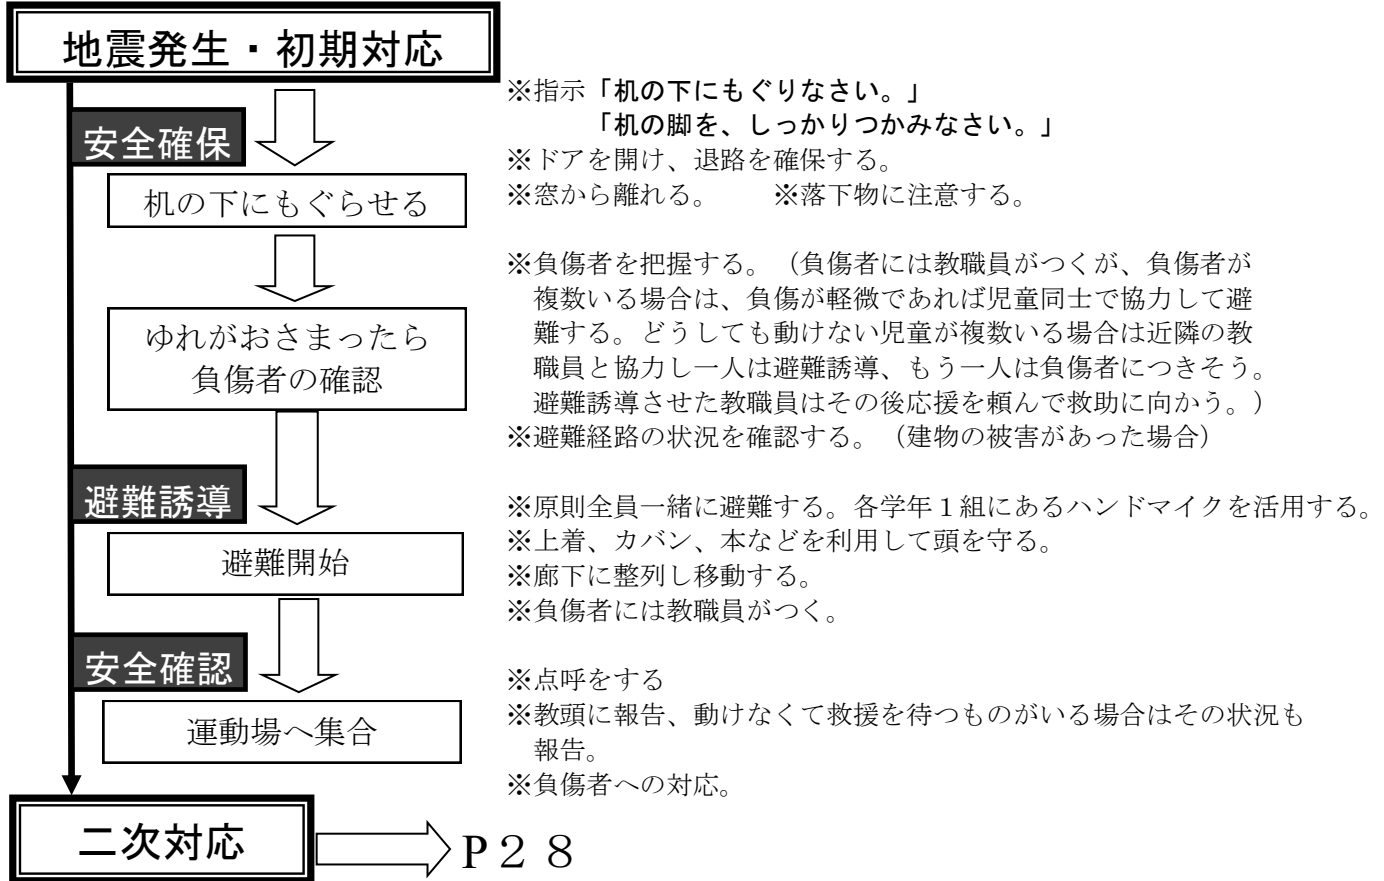 地震発生・初期対応
※指示「机の下にもぐりなさい。」
「机の脚を、しっかりつかみなさい。」
安全確保
※ドアを開け、退路を確保する。
机の下にもぐらせる
※窓から離れる。　　※落下物に注意する。
ゆれがおさまったら
負傷者の確認
※負傷者を把握する。（負傷者には教職員がつくが、負傷者が
複数いる場合は、負傷が軽微であれば児童同士で協力して避
難する。どうしても動けない児童が複数いる場合は近隣の教
職員と協力し一人は避難誘導、もう一人は負傷者につきそう。
避難誘導させた教職員はその後応援を頼んで救助に向かう。）
※避難経路の状況を確認する。（建物の被害があった場合）
避難誘導
避難開始
※原則全員一緒に避難する。各学年１組にあるハンドマイクを活用する。
※上着、カバン、本などを利用して頭を守る。
※廊下に整列し移動する。
※負傷者には教職員がつく。
安全確認
運動場へ集合
※点呼をする
※教頭に報告、動けなくて救援を待つものがいる場合はその状況も
報告。
※負傷者への対応。
二次対応
P２８